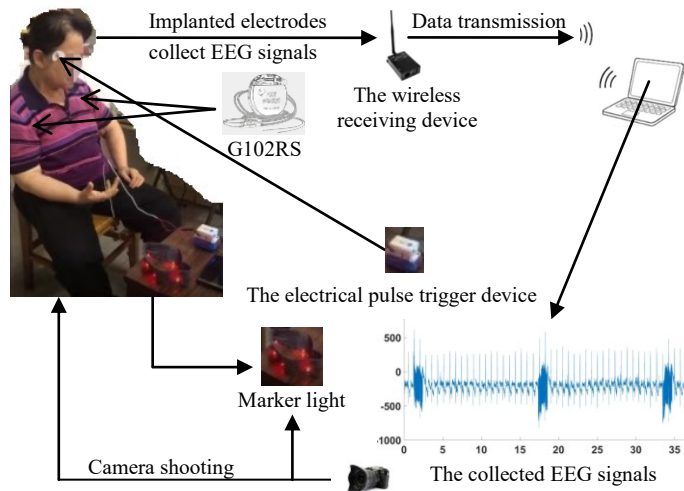 Implanted electrodes
collect EEG signals
Data transmission
The wireless
receiving device
G102RS
The electrical pulse trigger device
Marker light
Camera shooting
500
0
-500
-1000
0
5
10
15
20
25
30
35
The collected EEG signals